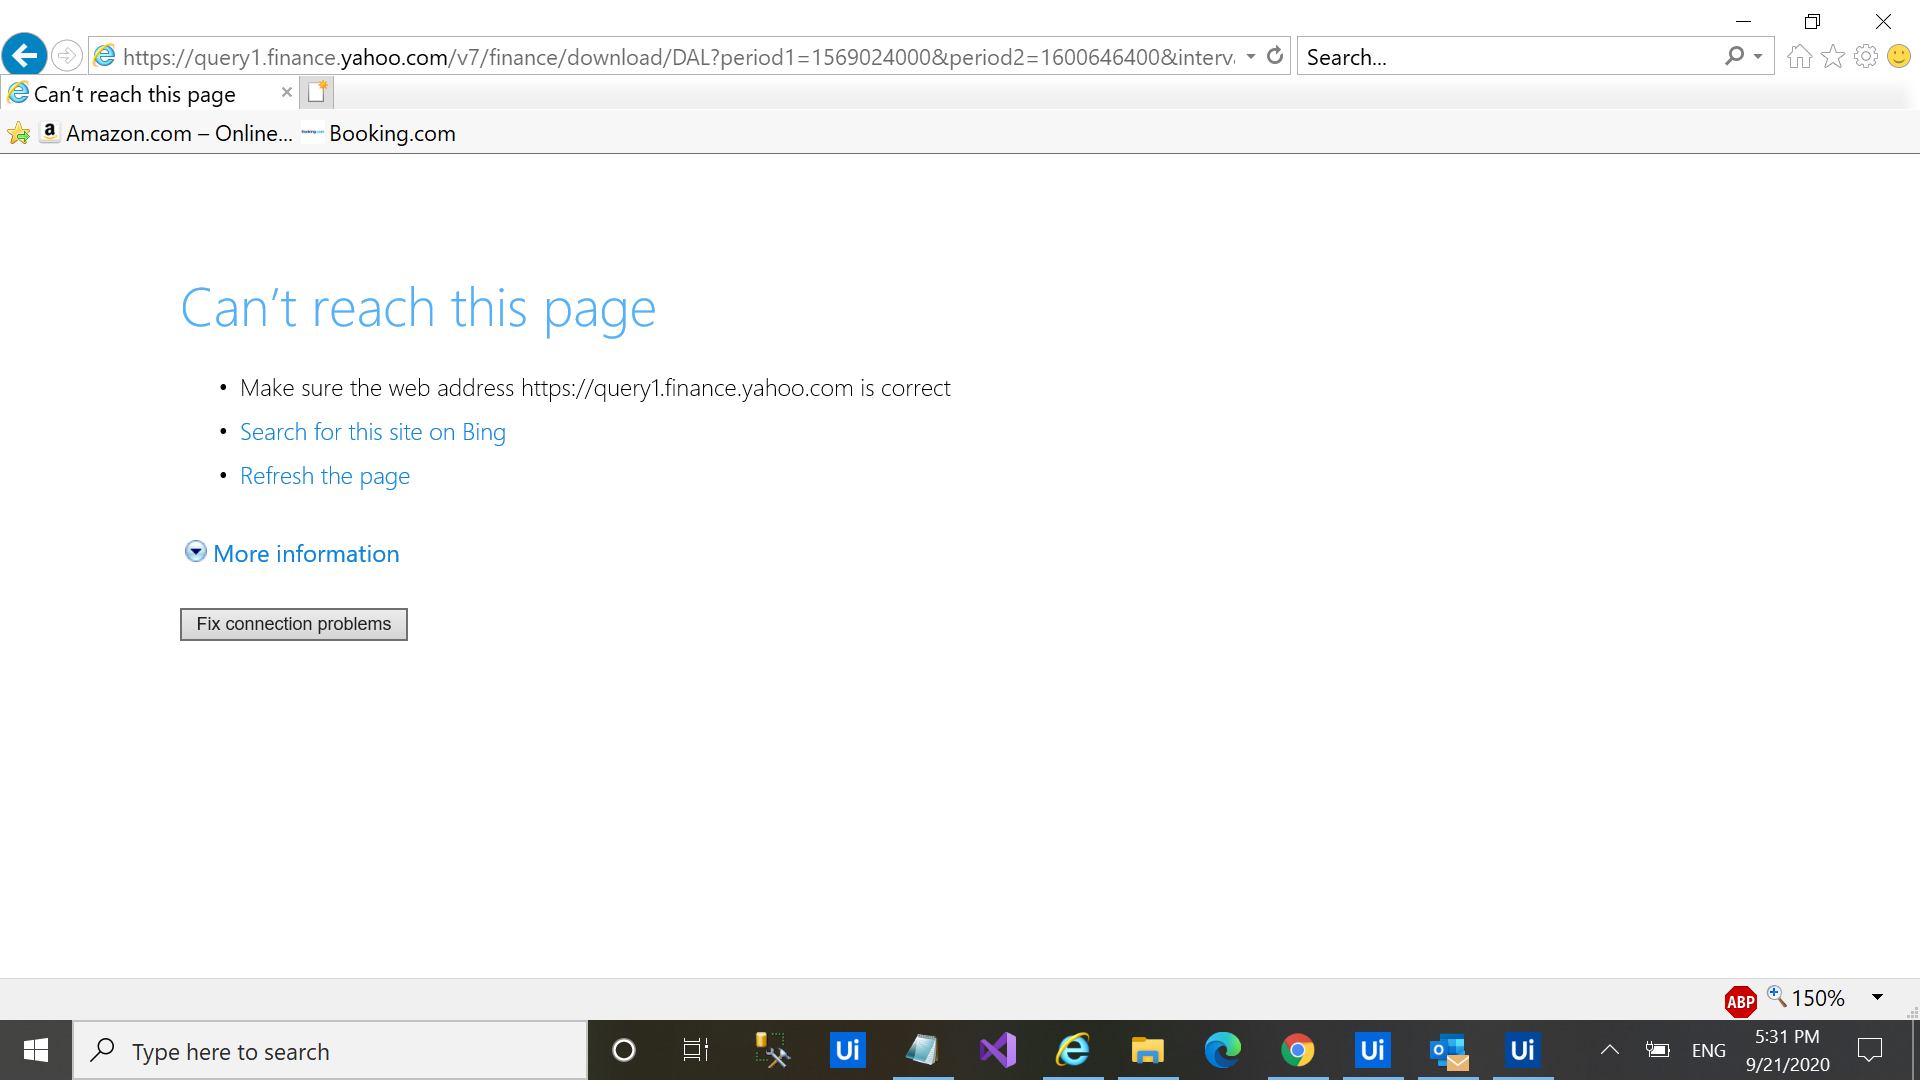 https://query1.finance.yahoo.com/v7/finance/download/DAL?period1=1569024000&period2=1600646400&interv
Search...
Can't reach this page
Amazon.com – Online...
Booking.com
Can't reach this page
• Make sure the web address https://query1.finance.yahoo.com is correct
• Search for this site on Bing
• Refresh the page
More information
Fix connection problems
ABP
150%
Type here to search
Ui
Ui
Ui
ENG
5:31 PM
9/21/2020